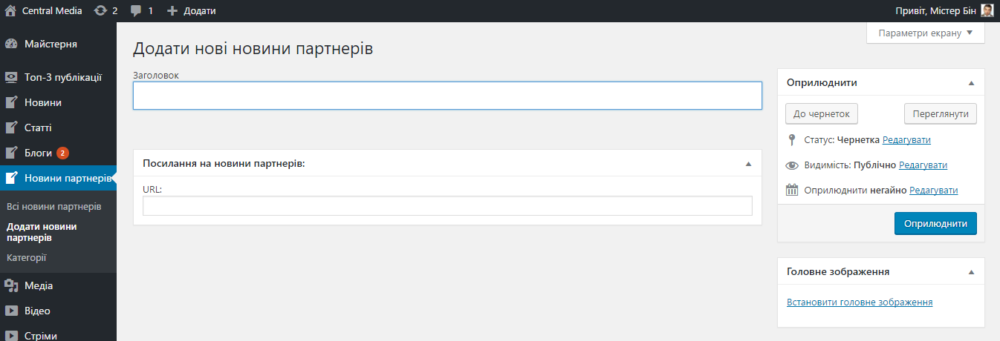 Central Media 2 1 Додати Привіт, Містер Бін
Параметри екрану
Майстерня
Топ-3 публікації
Новини
Статті
Блоги 2
Новини партнерів
Всі новини партнерів
Додати новини
партнерів
Категорії
Медіа
Відео
Стріми
Додати нові новини партнерів
Заголовок
Посилання на новини партнерів:
URL:
Оприлюднити
До чернеток Переглянути
Статус: Чернетка Редагувати
Видимість: Публічно Редагувати
Оприлюднити негайно Редагувати
Оприлюднити
Головне зображення
Встановити головне зображення